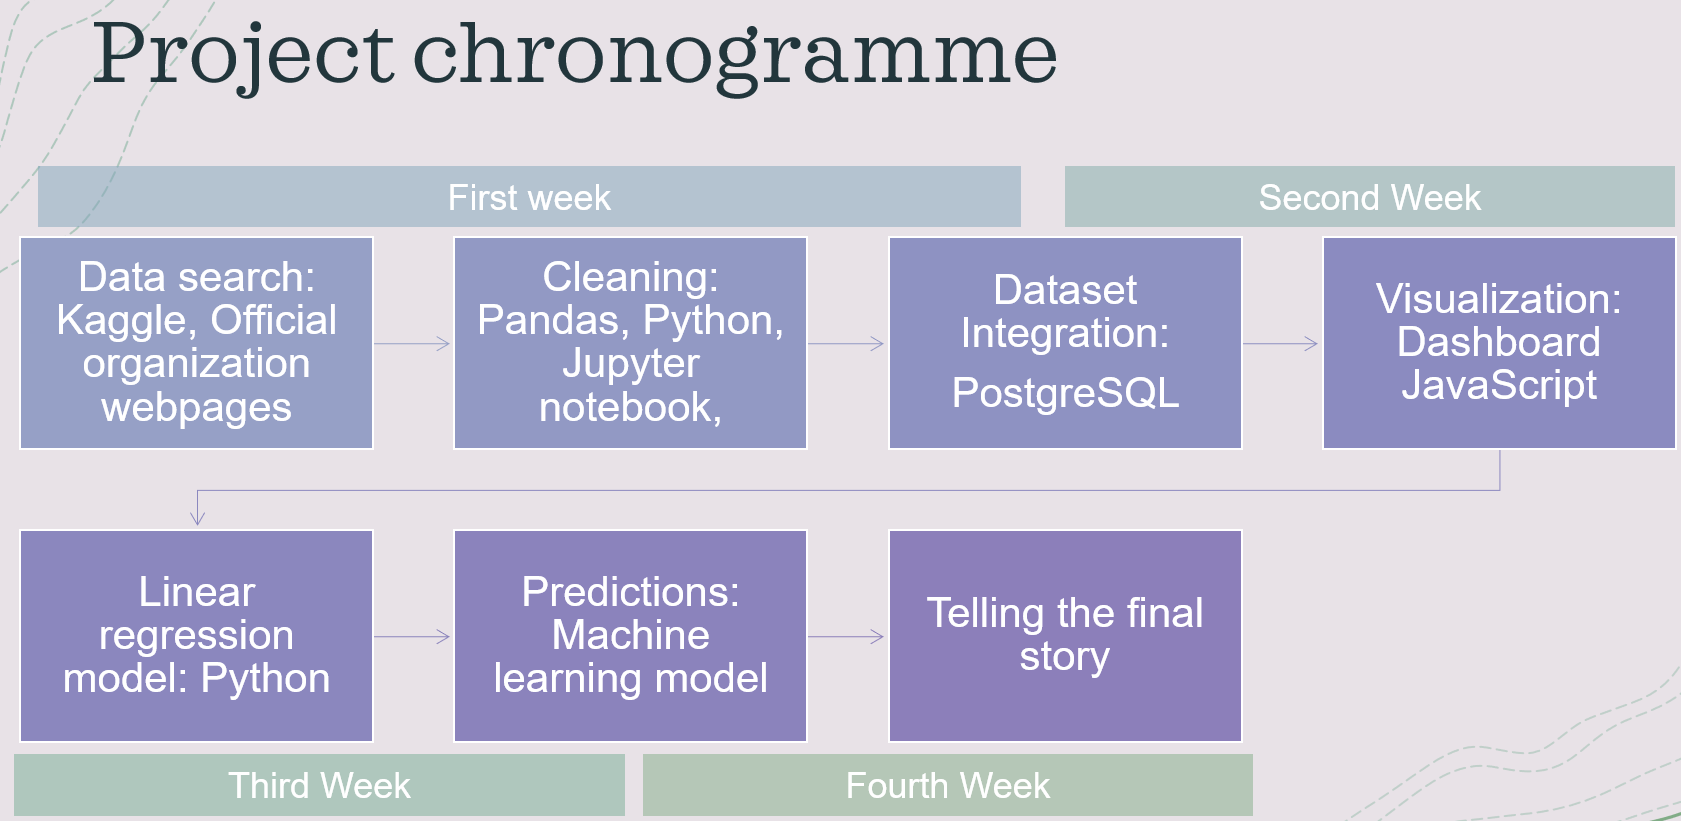 Project chronogramme
First week
Second Week
Data search:
Kaggle, Official
organization
webpages
Cleaning:
Pandas, Python,
Jupyter
notebook,
Dataset
Integration:
PostgreSQL
Visualization:
Dashboard
JavaScript
Linear
regression
model: Python
Predictions:
Machine
learning model
Telling the final
story
Third Week
Fourth Week